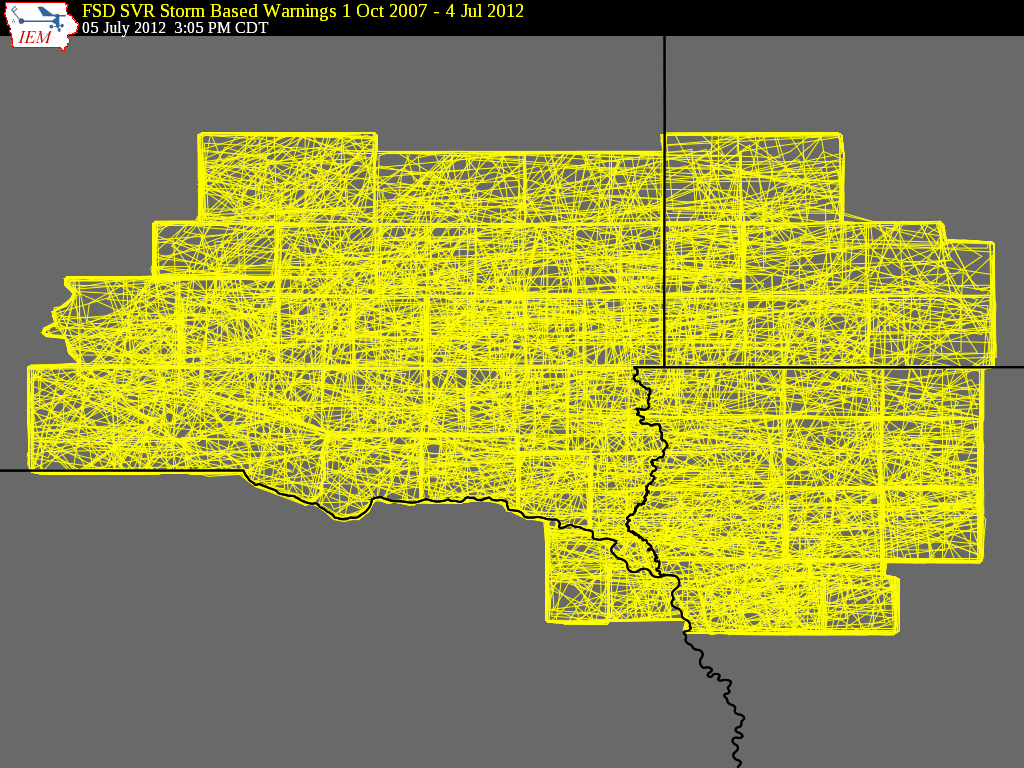 FSD SVR Storm Based Warnings 1 Oct 2007 - 4 Jul 2012
05 July 2012 3:05 PM CDT
IEM